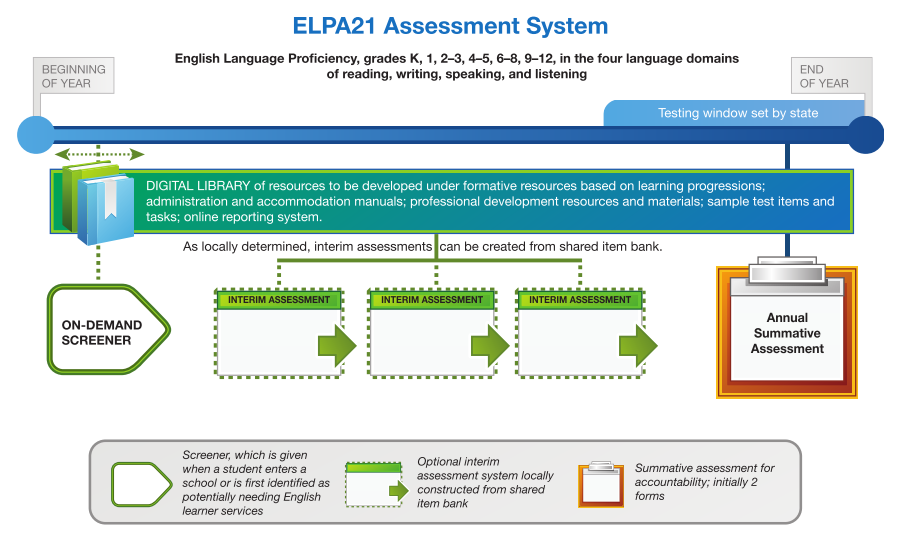 ELPA21 Assessment System
English Language Proficiency, grades K, 1, 2–3, 4–5, 6–8, 9–12, in the four language domains
of reading, writing, speaking, and listening
BEGINNING
OF YEAR
END
OF YEAR
Testing window set by state
DIGITAL LIBRARY of resources to be developed under formative resources based on learning progressions;
administration and accommodation manuals; professional development resources and materials; sample test items and
tasks; online reporting system.
As locally determined, interim assessments can be created from shared item bank.
ON-DEMAND
SCREENER
INTERIM ASSESSMENT
INTERIM ASSESSMENT
INTERIM ASSESSMENT
Annual
Summative
Assessment
Screener, which is given
when a student enters a
school or is first identified as
potentially needing English
learner services
Optional interim
assessment system locally
constructed from shared
item bank
Summative assessment for
accountability; initially 2
forms